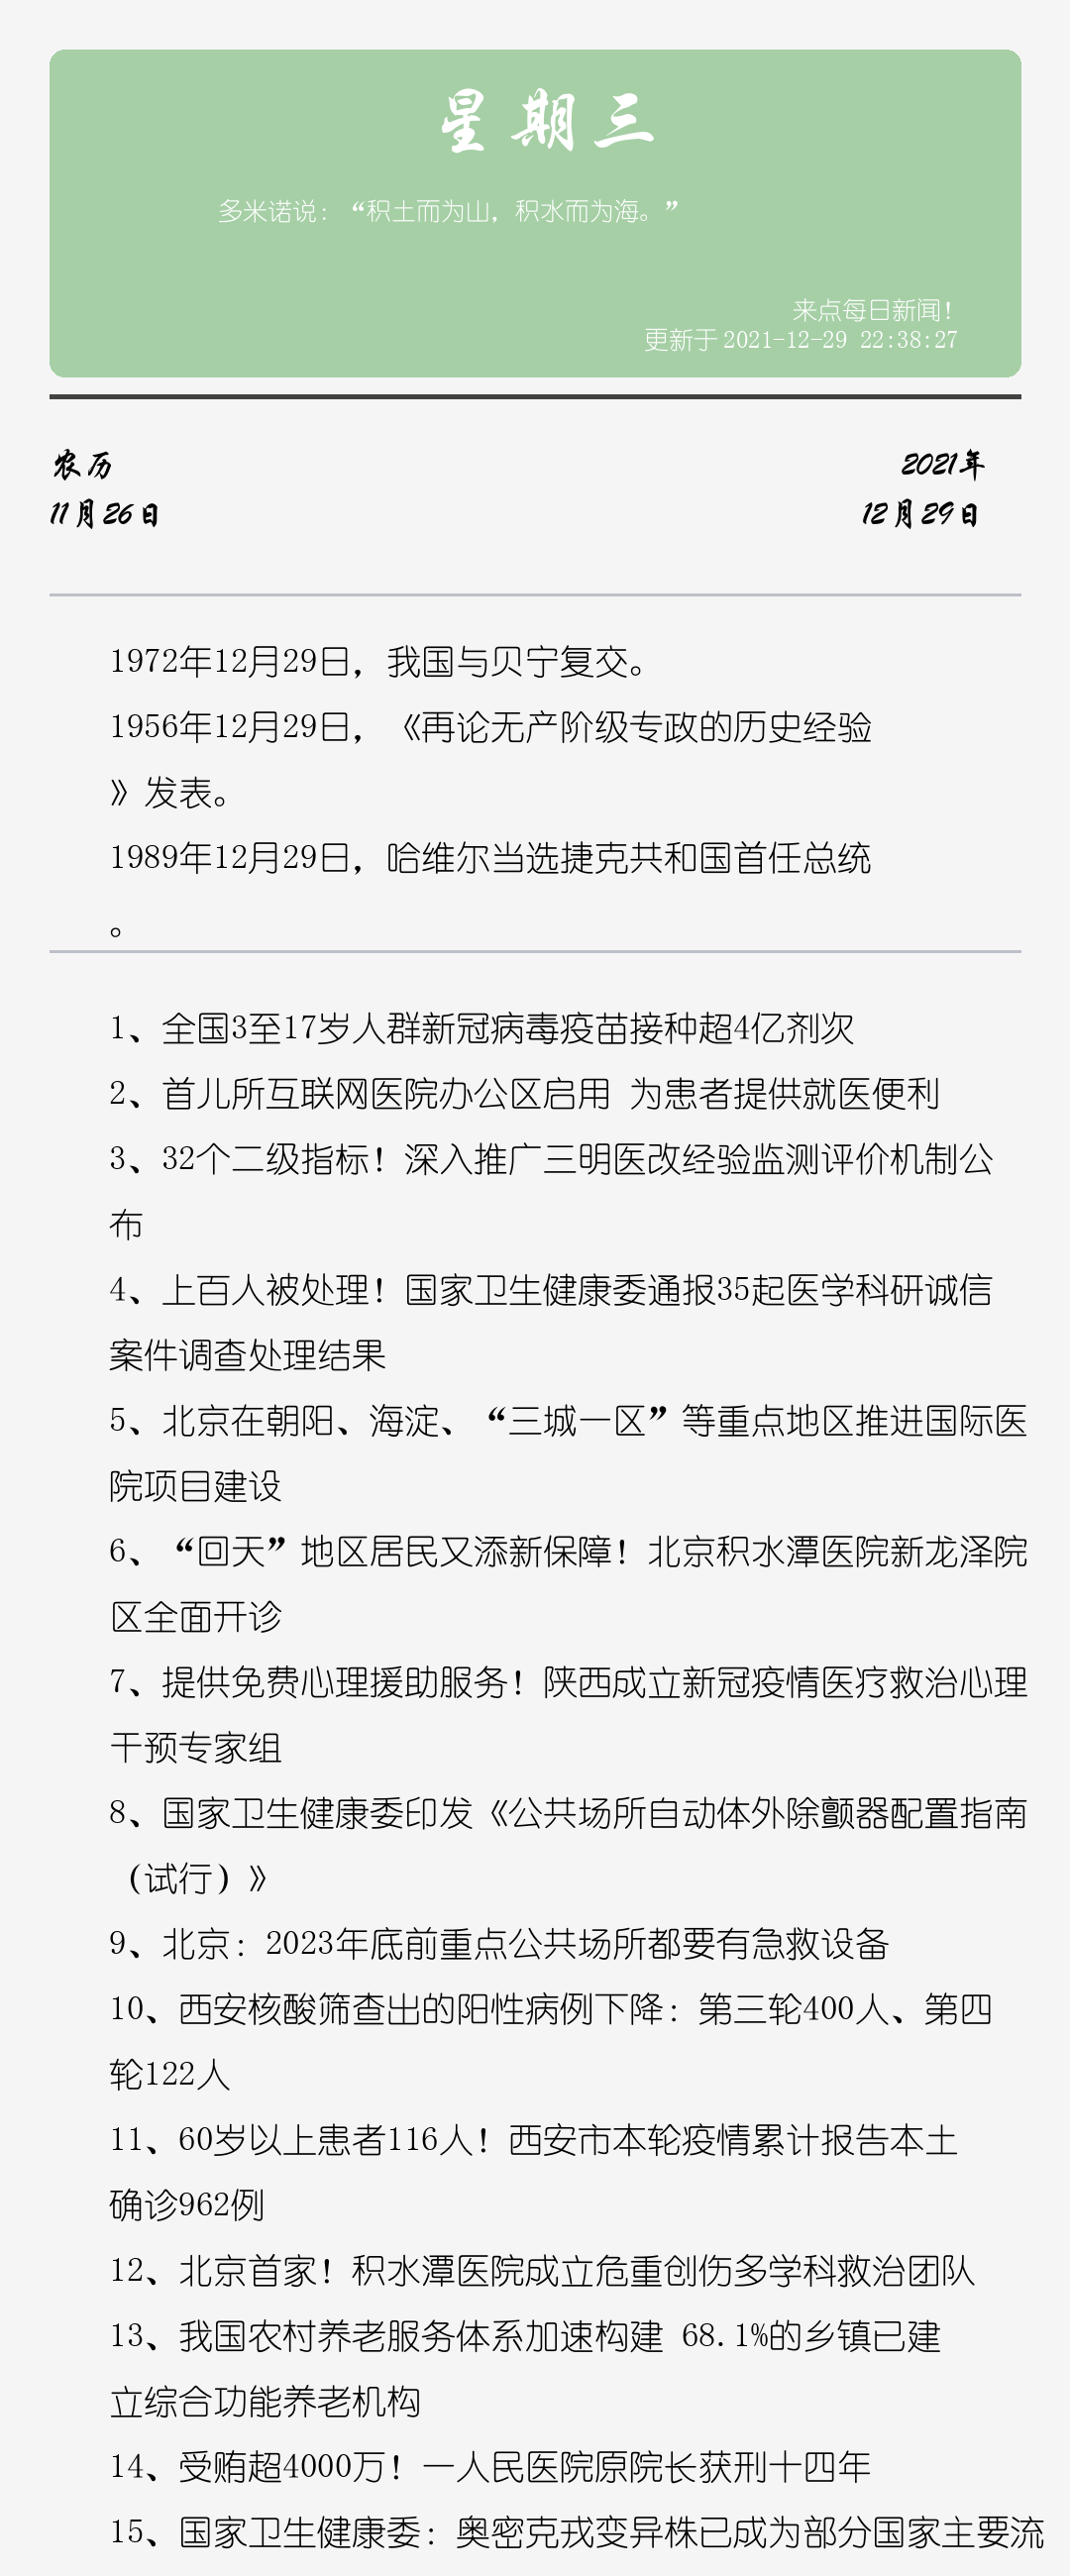 星期三
多米诺说：“积土而为山，积水而为海。”
来点每日新闻！
更新于 2021-12-29 22:38:27
农历
2021年
11月26日
12月29日
1972年12月29日，我国与贝宁复交。
1956年12月29日，《再论无产阶级专政的历史经验
》发表。
1989年12月29日，哈维尔当选捷克共和国首任总统
。
1、全国3至17岁人群新冠病毒疫苗接种超4亿剂次
2、首儿所互联网医院办公区启用 为患者提供就医便利
3、32个二级指标！深入推广三明医改经验监测评价机制公
布
4、上百人被处理！国家卫生健康委通报35起医学科研诚信
案件调查处理结果
5、北京在朝阳、海淀、“三城一区”等重点地区推进国际医
院项目建设
6、“回天”地区居民又添新保障！北京积水潭医院新龙泽院
区全面开诊
7、提供免费心理援助服务！陕西成立新冠疫情医疗救治心理
干预专家组
8、国家卫生健康委印发《公共场所自动体外除颤器配置指南
（试行）》
9、北京：2023年底前重点公共场所都要有急救设备
10、西安核酸筛查出的阳性病例下降：第三轮400人、第四
轮122人
11、60岁以上患者116人！西安市本轮疫情累计报告本土
确诊962例
12、北京首家！积水潭医院成立危重创伤多学科救治团队
13、我国农村养老服务体系加速构建 68.1%的乡镇已建
立综合功能养老机构
14、受贿超4000万！一人民医院原院长获刑十四年
15、国家卫生健康委：奥密克戎变异株已成为部分国家主要流